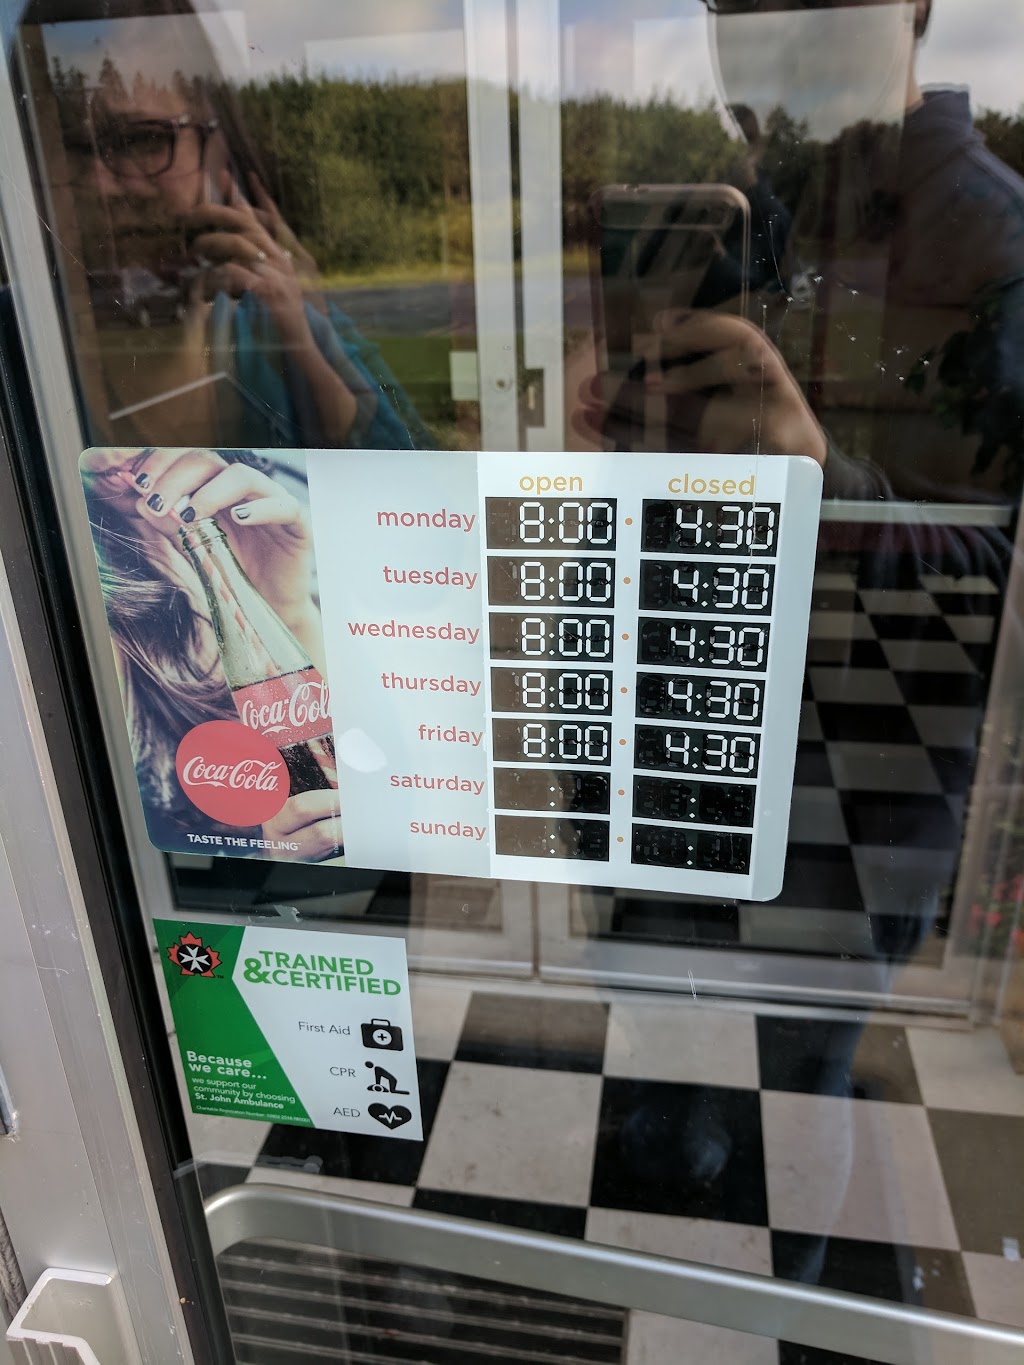 open closed
monday 8:00 • 4:30
tuesday 8:00 • 4:30
wednesday 8:00 • 4:30
thursday 8:00 • 4:30
friday 8:00 • 4:30
saturday : • :
sunday : • :
Coca-Col
Coca-Cola
TASTE THE FEELING™
TRAINED
&CERTIFIED
First Aid
CPR
AED
Because
we care...
we support our
community by choosing
St. John Ambulance